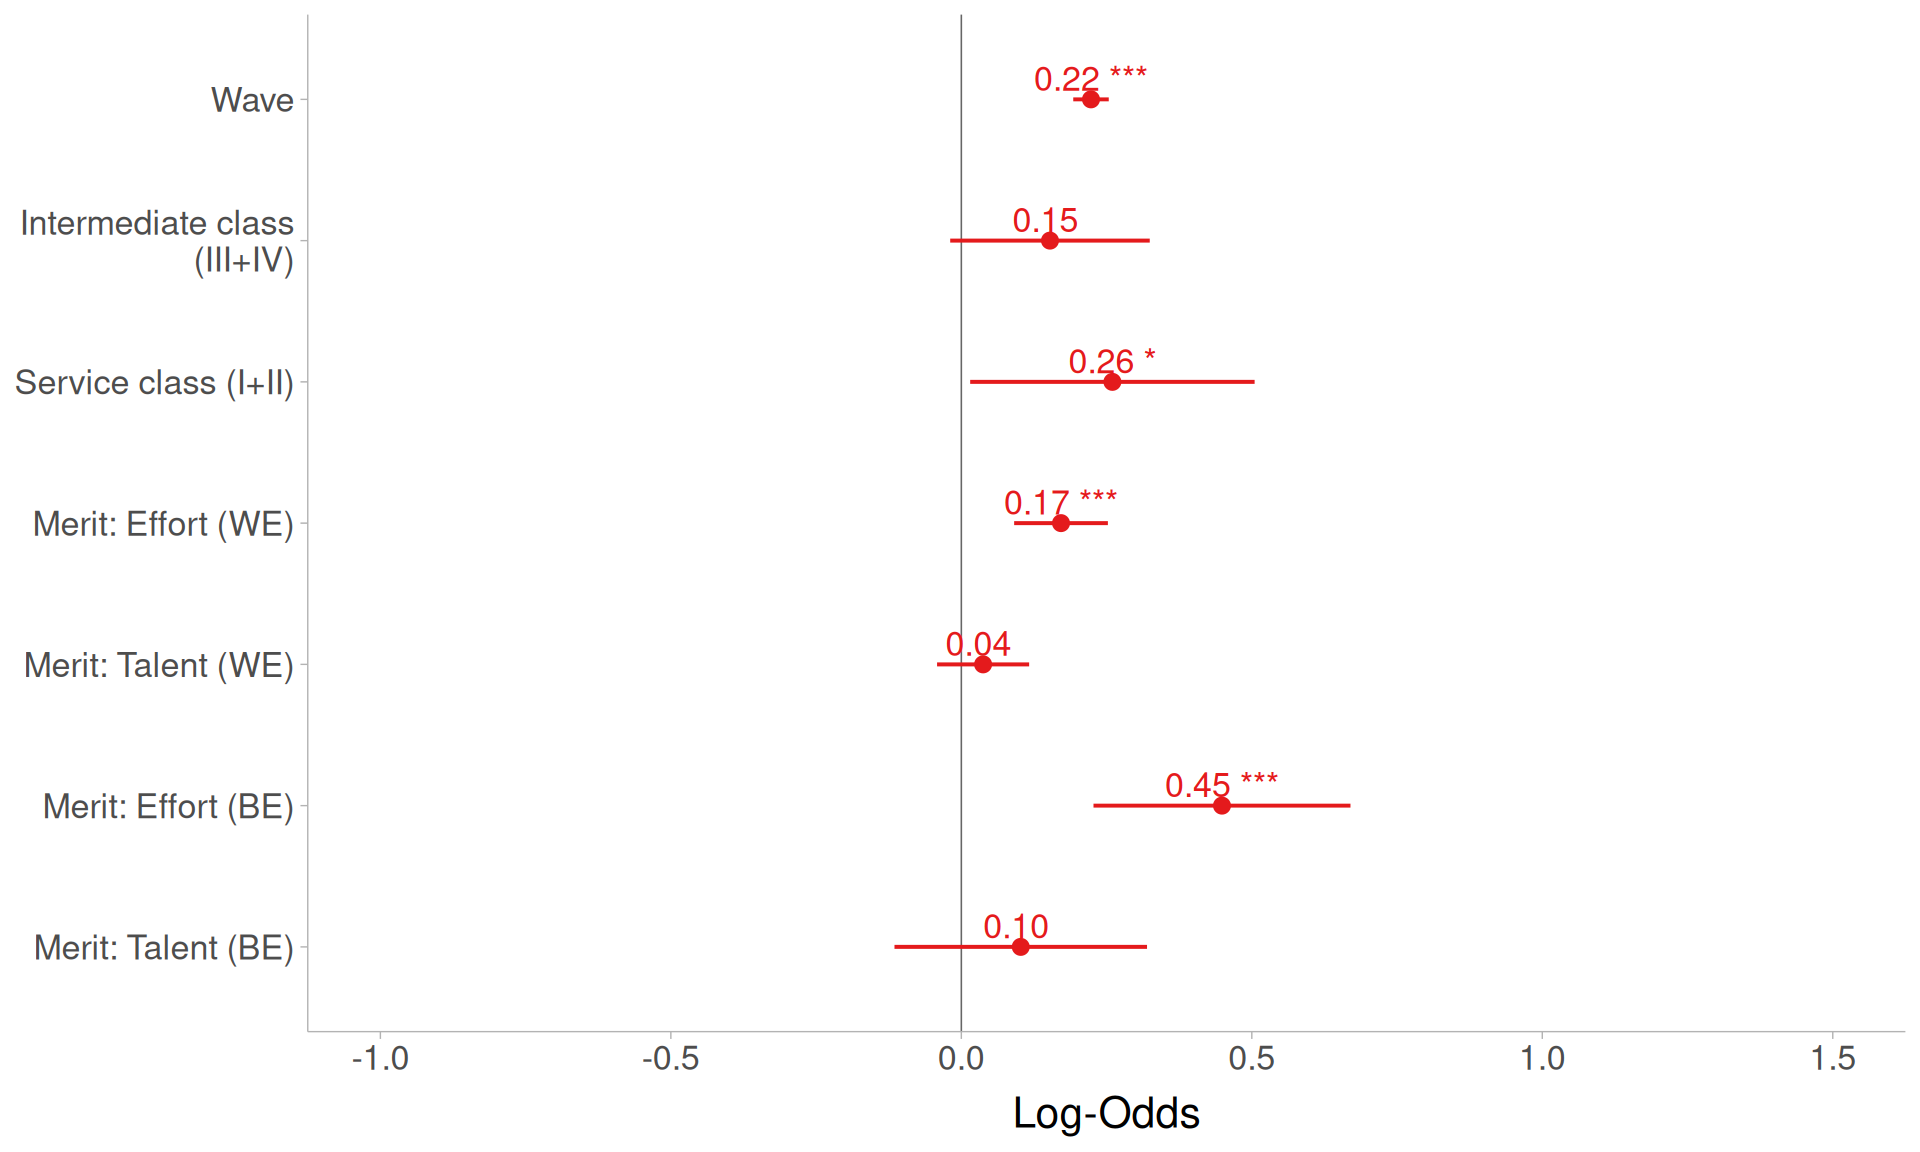 Wave
0.22 ***
Intermediate class
(III+IV)
0.15
Service class (I+II)
0.26 *
Merit: Effort (WE)
0.17 ***
Merit: Talent (WE)
0.04
Merit: Effort (BE)
0.45 ***
Merit: Talent (BE)
0.10
-1.0 -0.5 0.0 0.5 1.0 1.5
Log-Odds